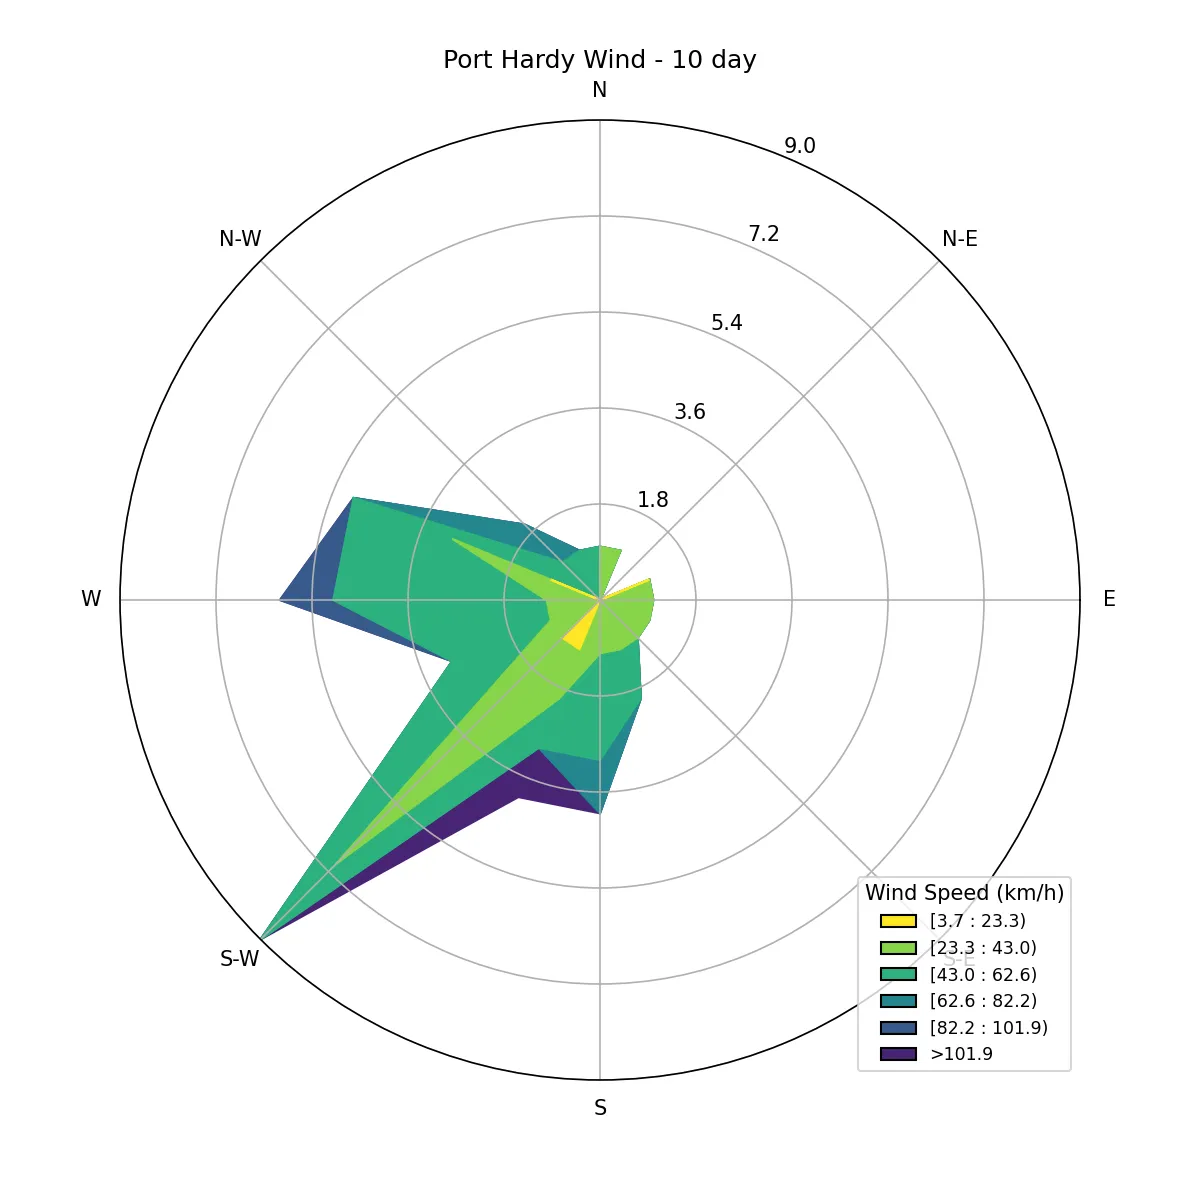 Port Hardy Wind - 10 day
N
9.0
N-W
7.2
N-E
5.4
3.6
1.8
W
E
S-W
S-E
S
Wind Speed (km/h)
[3.7 : 23.3)
[23.3 : 43.0)
[43.0 : 62.6)
[62.6 : 82.2)
[82.2 : 101.9)
>101.9